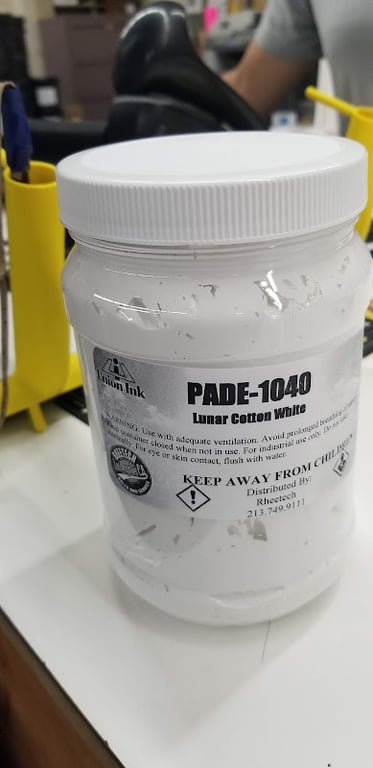 Union Ink
PADE-1040
Lunar Cotton White
WARNING: Use with adequate ventilation. Avoid prolonged breathing of
container closed when not in use. For industrial use only. Do not
For eye or skin contact, flush with water.
KEEP AWAY FROM CHILDREN
Distributed By:
Rheetech
213.749.9111